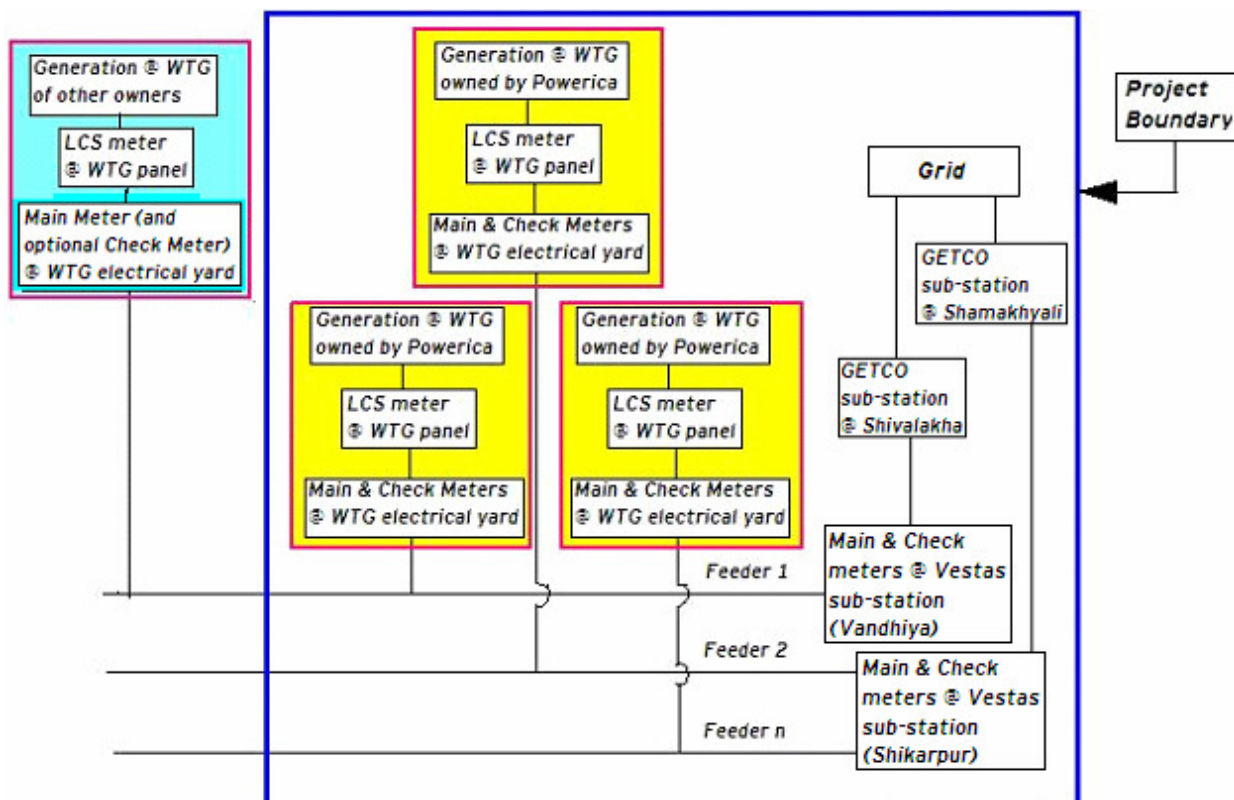 Generation @ WTG
of other owners
LCS meter
@ WTG panel
Main Meter (and
optional Check Meter)
@ WTG electrical yard
Generation @ WTG
owned by Powerica
LCS meter
@ WTG panel
Main & Check Meters
@ WTG electrical yard
Generation @ WTG
owned by Powerica
LCS meter
@ WTG panel
Main & Check Meters
@ WTG electrical yard
Generation @ WTG
owned by Powerica
LCS meter
@ WTG panel
Main & Check Meters
@ WTG electrical yard
Project
Boundary
Grid
GETCO
sub-station
@ Shamakhyali
GETCO
sub-station
@ Shivalakha
Main & Check
meters @ Vestas
sub-station
(Vandhiya)
Main & Check
meters @ Vestas
sub-station
(Shikarpur)
Feeder 1
Feeder 2
Feeder n